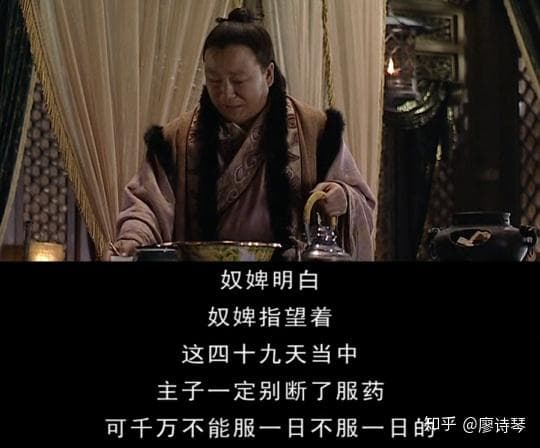 奴婢明白
奴婢指望着
这四十九天当中
主子一定别断了服药
可千万不能服一日不服一日的
知乎 @廖诗琴